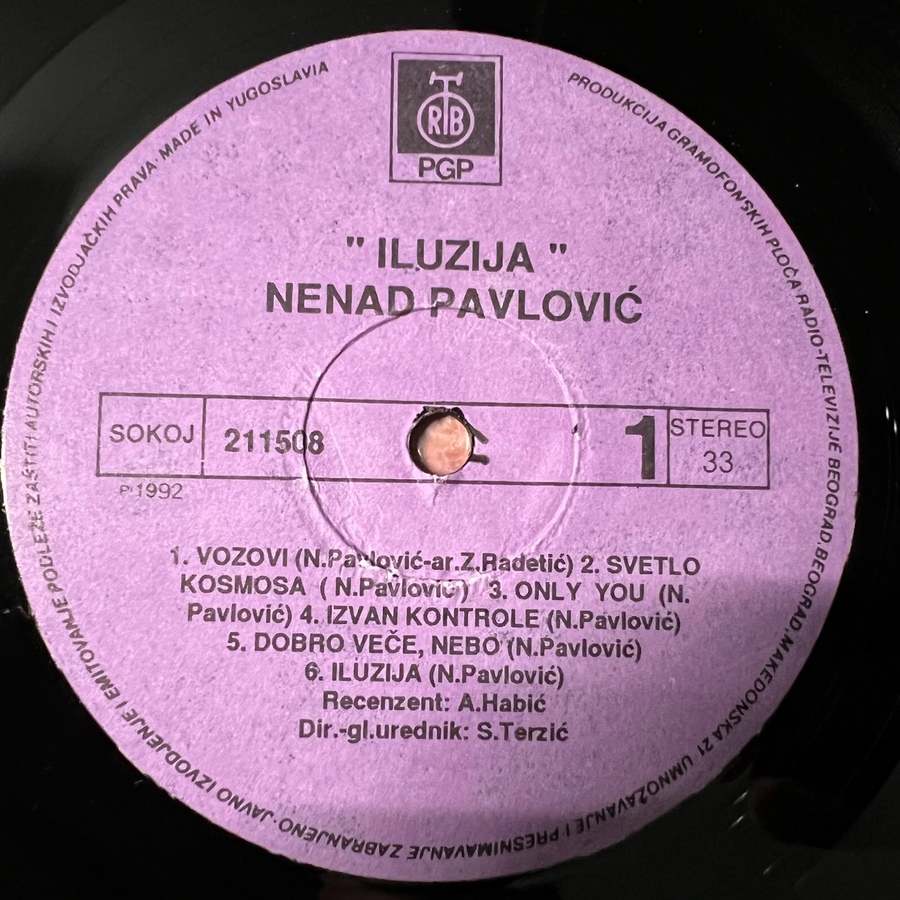 RTB
PGP
" ILUZIJA "
NENAD PAVLOVIĆ
SOKOJ 211508 1 STEREO 33
P 1992
1. VOZOVI (N.Pavlović-ar.Z.Radetić) 2. SVETLO
KOSMOSA ( N.Pavlović ) 3. ONLY YOU (N.
Pavlović) 4. IZVAN KONTROLE (N.Pavlović)
5. DOBRO VEČE, NEBO (N.Pavlović)
6. ILUZIJA (N.Pavlović)
Recenzent: A.Habić
Dir.-gl.urednik: S.Terzić
PRODUKCIJA GRAMOFONSKIH PLOČA RADIO-TELEVIZIJE BEOGRAD.BEOGRAD.MAKEDONSKA 21 UMNOŽAVANJE I PRESNIMAVANJE ZABRANJENO. JAVNO IZVODJENJE I EMITOVANJE PODLEŽE ZAŠTITI AUTORSKIH I IZVODJAČKIH PRAVA·MADE IN YUGOSLAVIA